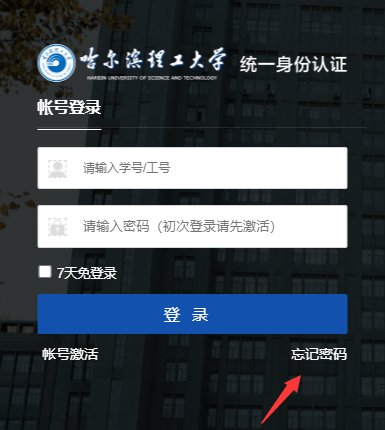 哈尔滨理工大学 统一身份认证
HARBIN UNIVERSITY OF SCIENCE AND TECHNOLOGY
帐号登录
请输入学号/工号
请输入密码（初次登录请先激活）
7天免登录
登 录
帐号激活 忘记密码